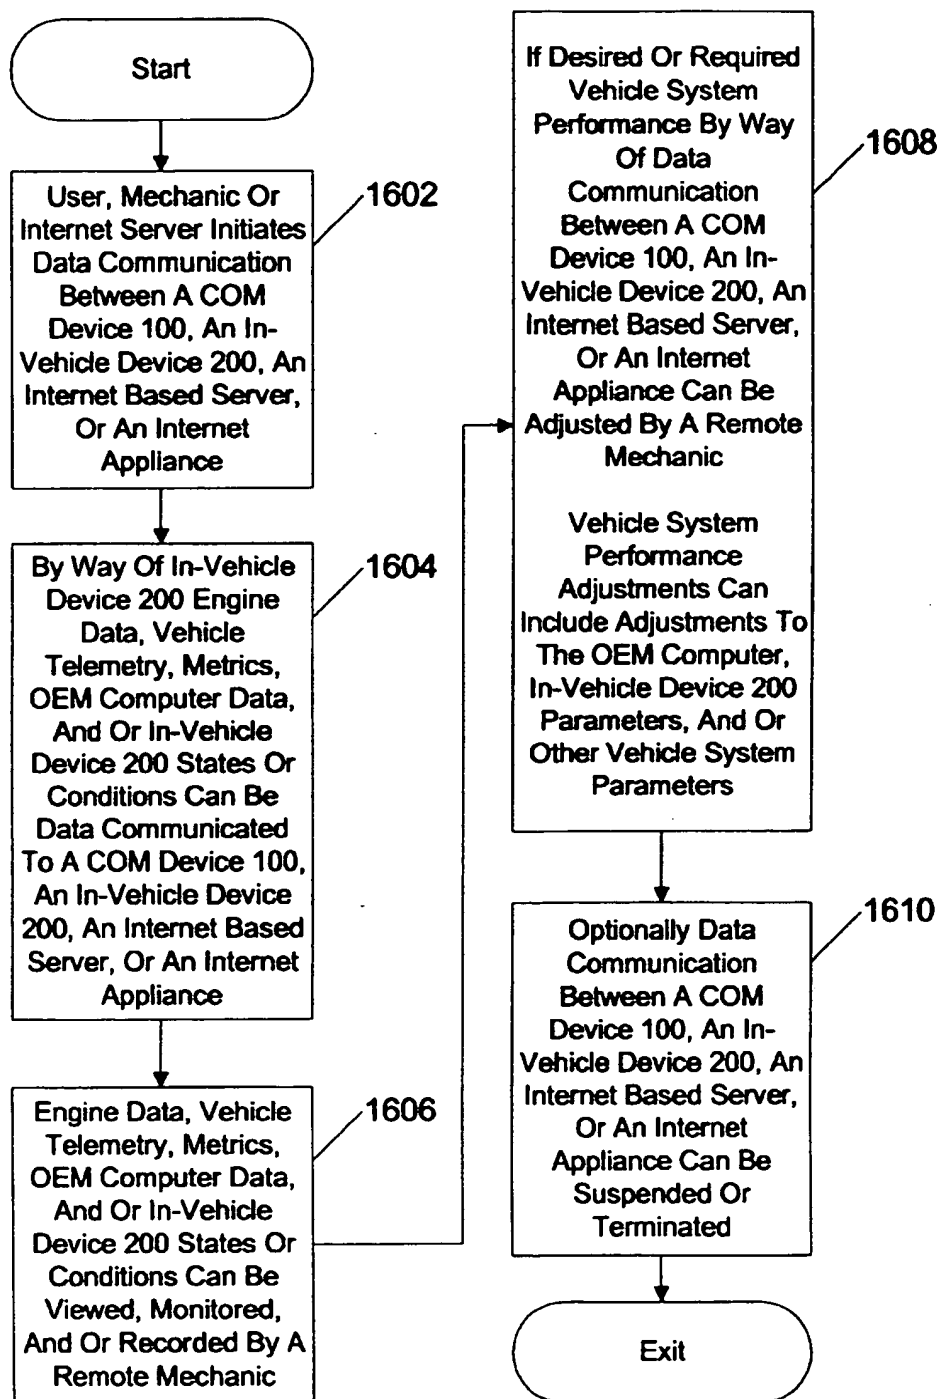 Start
User, Mechanic Or
Internet Server Initiates
Data Communication
Between A COM
Device 100, An In-
Vehicle Device 200, An
Internet Based Server,
Or An Internet
Appliance
1602
By Way Of In-Vehicle
Device 200 Engine
Data, Vehicle
Telemetry, Metrics,
OEM Computer Data,
And Or In-Vehicle
Device 200 States Or
Conditions Can Be
Data Communicated
To A COM Device 100,
An In-Vehicle Device
200, An Internet Based
Server, Or An Internet
Appliance
1604
Engine Data, Vehicle
Telemetry, Metrics,
OEM Computer Data,
And Or In-Vehicle
Device 200 States Or
Conditions Can Be
Viewed, Monitored,
And Or Recorded By A
Remote Mechanic
1606
If Desired Or Required
Vehicle System
Performance By Way
Of Data
Communication
Between A COM
Device 100, An In-
Vehicle Device 200, An
Internet Based Server,
Or An Internet
Appliance Can Be
Adjusted By A Remote
Mechanic
Vehicle System
Performance
Adjustments Can
Include Adjustments To
The OEM Computer,
In-Vehicle Device 200
Parameters, And Or
Other Vehicle System
Parameters
1608
Optionally Data
Communication
Between A COM
Device 100, An In-
Vehicle Device 200, An
Internet Based Server,
Or An Internet
Appliance Can Be
Suspended Or
Terminated
1610
Exit